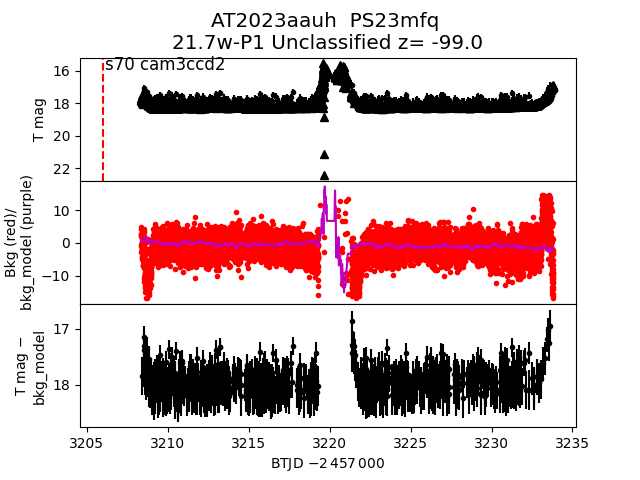 AT2023aauh  PS23mfq
21.7w-P1 Unclassified z= -99.0
s70 cam3ccd2
T mag
16
18
20
22
Bkg (red)/
bkg_model (purple)
10
0
−10
T mag −
bkg_model
17
18
3205 3210 3215 3220 3225 3230 3235
BTJD −2 457 000